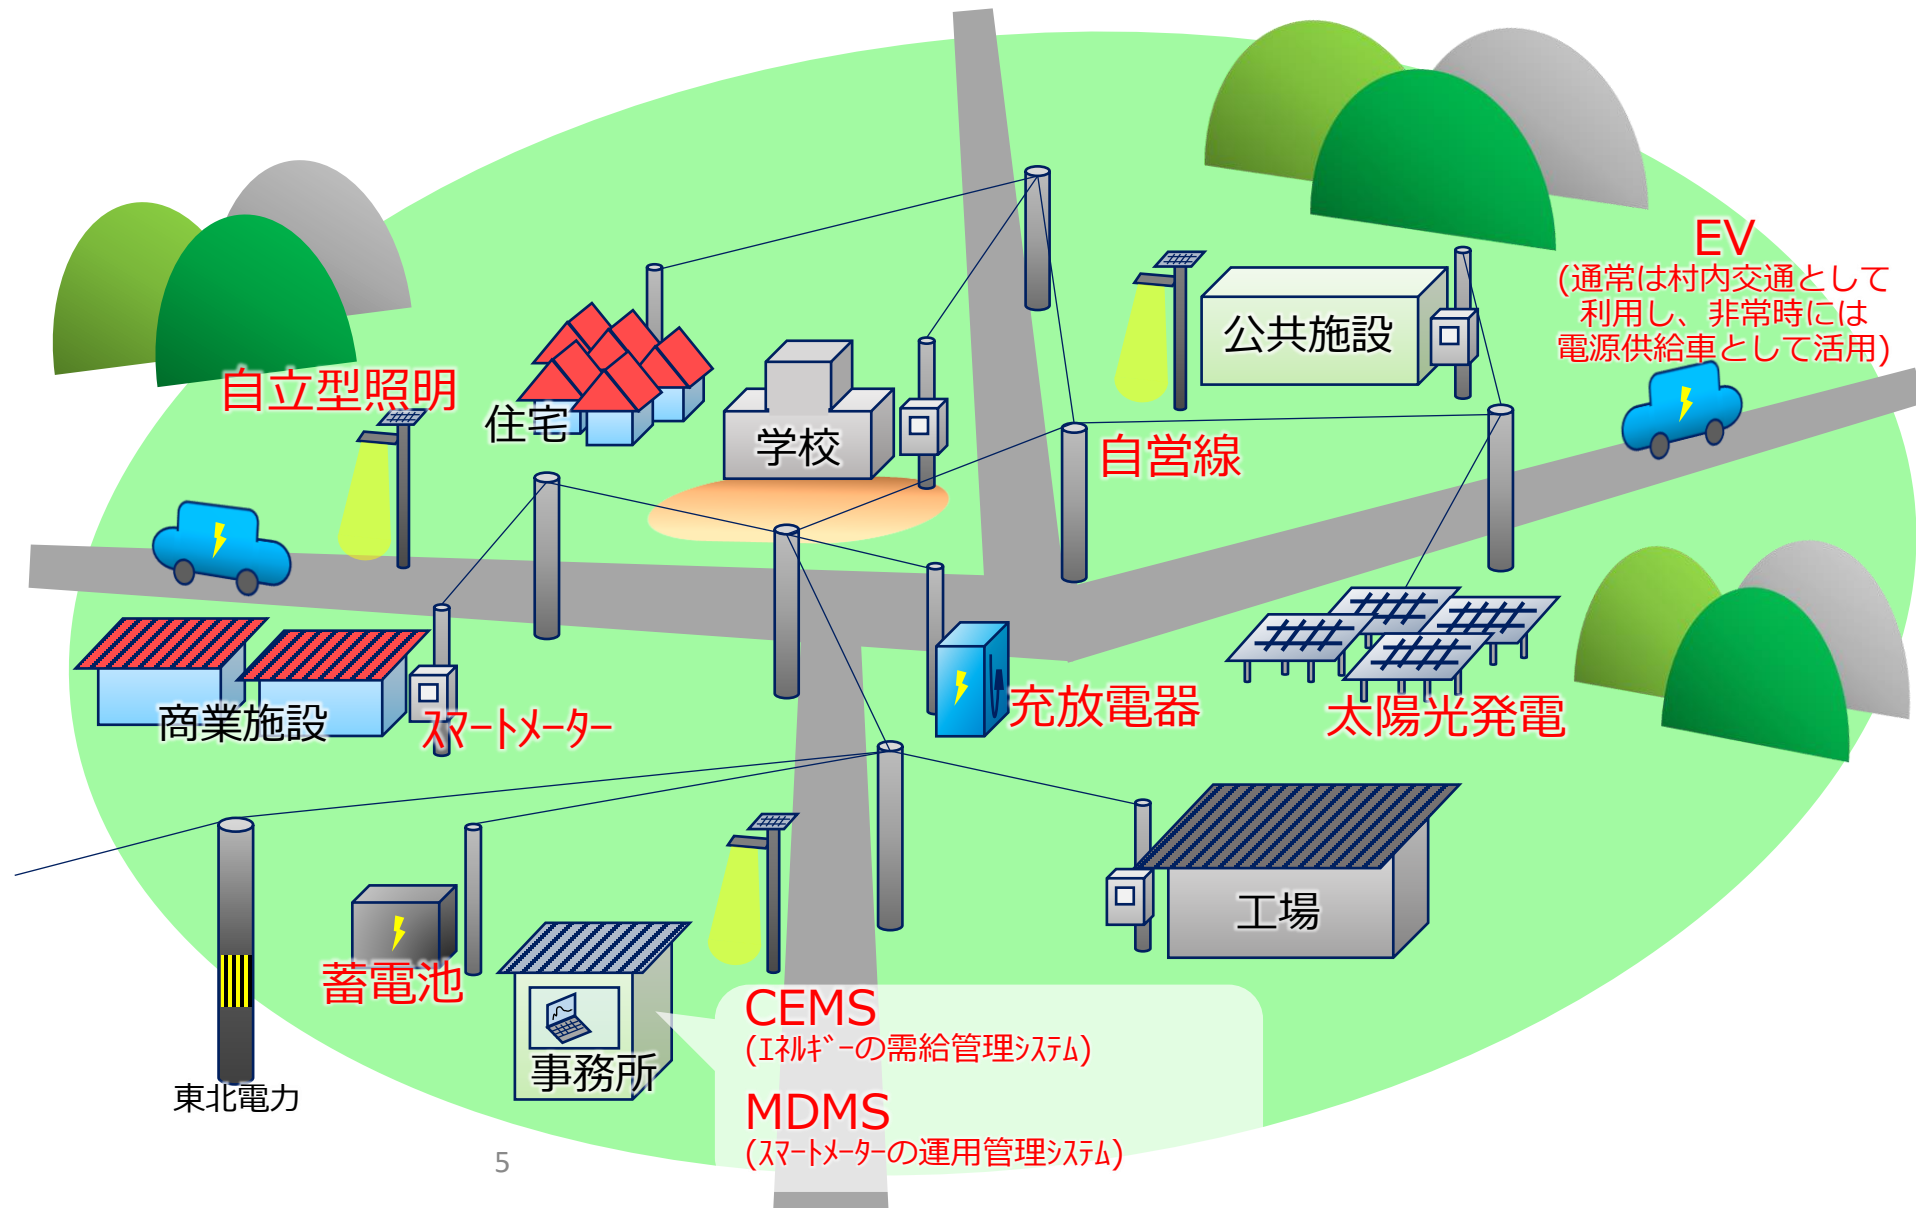 EV
(通常は村内交通として
利用し、非常時には
電源供給車として活用)
公共施設
自立型照明
住宅
学校
自営線
商業施設
ｽﾏｰﾄﾒｰﾀｰ
充放電器
太陽光発電
工場
蓄電池
事務所
CEMS
(ｴﾈﾙｷﾞｰの需給管理ｼｽﾃﾑ)
MDMS
(ｽﾏｰﾄﾒｰﾀｰの運用管理ｼｽﾃﾑ)
東北電力
5